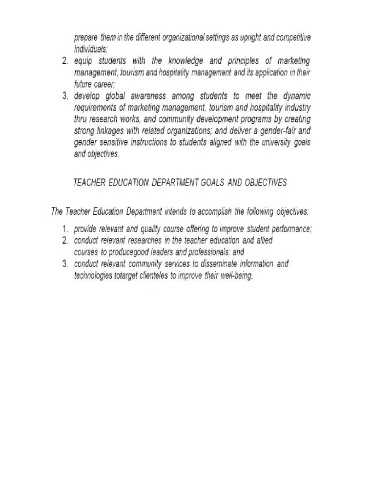 prepare them in the different organizational settings as upright and competitive
individuals;
2. equip students with the knowledge and principles of marketing
management, tourism and hospitality management and its application in their
future career;
3. develop global awareness among students to meet the dynamic
requirements of marketing management, tourism and hospitality industry
thru research works, and community development programs by creating
strong linkages with related organizations; and deliver a gender-fair and
gender sensitive instructions to students aligned with the university goals
and objectives.
TEACHER EDUCATION DEPARTMENT GOALS AND OBJECTIVES
The Teacher Education Department intends to accomplish the following objectives:
1. provide relevant and quality course offering to improve student performance;
2. conduct relevant researches in the teacher education and allied
courses to producegood leaders and professionals; and
3. conduct relevant community services to disseminate information and
technologies totarget clienteles to improve their well-being.